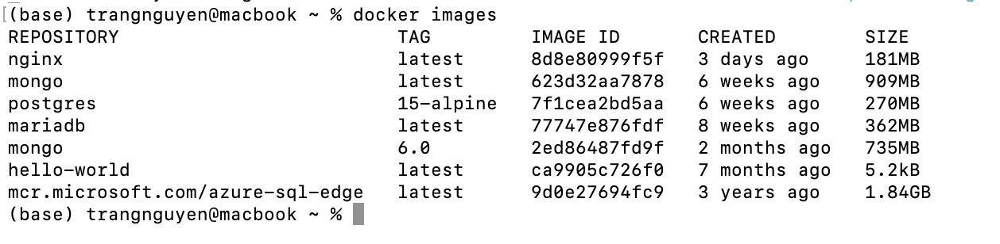 (base) trangnguyen@macbook ~ % docker images
REPOSITORY TAG IMAGE ID CREATED SIZE
nginx latest 8d8e80999f5f 3 days ago 181MB
mongo latest 623d32aa7878 6 weeks ago 909MB
postgres 15-alpine 7f1cea2bd5aa 6 weeks ago 270MB
mariadb latest 77747e876fdf 8 weeks ago 362MB
mongo 6.0 2ed86487fd9f 2 months ago 735MB
hello-world latest ca9905c726f0 7 months ago 5.2kB
mcr.microsoft.com/azure-sql-edge latest 9d0e27694fc9 3 years ago 1.84GB
(base) trangnguyen@macbook ~ %